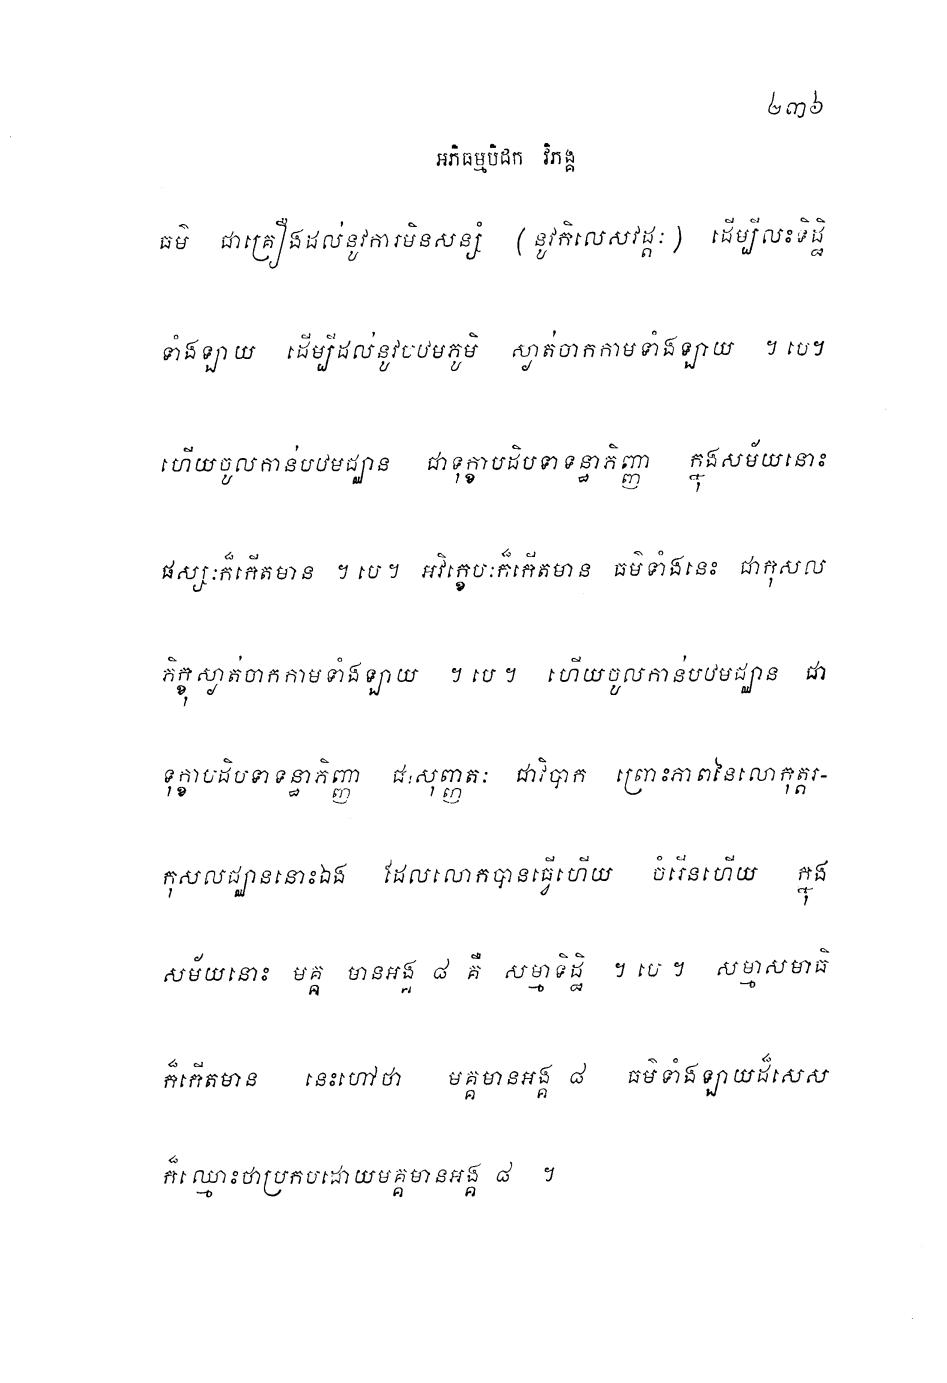 ២៣៦
អភិធម្មបិដក វិភង្គ
ធម៌ ជាគ្រឿងដល់នូវការមិនសន្សំ (នូវកិលេសវដ្តៈ) ដើម្បីលះទិដ្ឋិ
ទាំងឡាយ ដើម្បីដល់នូវបឋមភូមិ ស្ងាត់ចាកកាមទាំងឡាយ ។ បេ។
ហើយចូលកាន់បឋមជ្ឈាន ជាទុក្ខាបដិបទាទន្ធាភិញ្ញា ក្នុងសម័យនោះ
ផស្សៈក៏កើតមាន ។ បេ។ អវិក្ខេបៈក៏កើតមាន ធម៌ទាំងនេះ ជាកុសល
ភិក្ខុស្ងាត់ចាកកាមទាំងឡាយ ។ បេ ។ ហើយចូលកាន់បឋមជ្ឈាន ជា
ទុក្ខាបដិបទាទន្ធាភិញ្ញា ជៈសុញ្ញតៈ ជាវិបាក ព្រោះភាពនៃលោកុត្តរ-
កុសលជ្ឈាននោះឯង ដែលលោកបានធ្វើហើយ ចំរើនហើយ ក្នុង
សម័យនោះ មគ្គ មានអង្គ ៨ គឺ សម្មាទិដ្ឋិ ។ បេ ។ សម្មាសមាធិ
ក៏កើតមាន នេះហៅថា មគ្គមានអង្គ ៨ ធម៌ទាំងឡាយដ៏សេស
ក៏ឈ្មោះថាប្រកបដោយមគ្គមានអង្គ ៨ ។